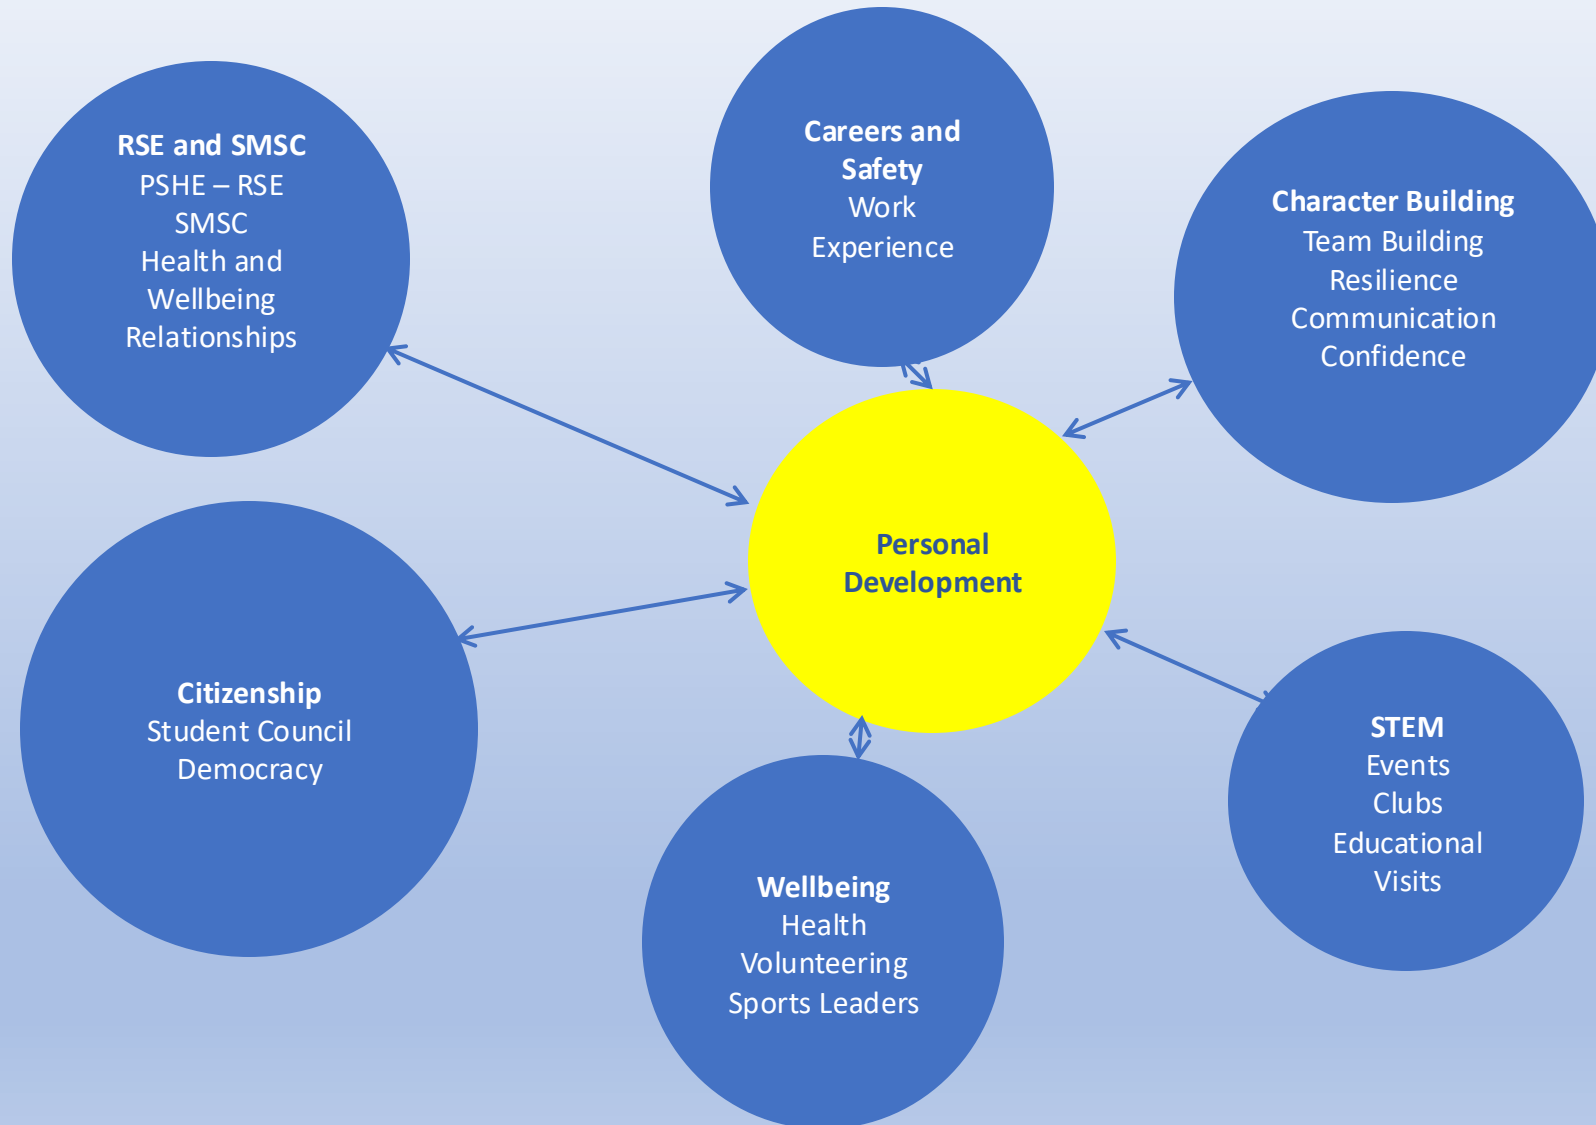 RSE and SMSC
PSHE – RSE
SMSC
Health and
Wellbeing
Relationships
Careers and
Safety
Work
Experience
Character Building
Team Building
Resilience
Communication
Confidence
Personal
Development
Citizenship
Student Council
Democracy
Wellbeing
Health
Volunteering
Sports Leaders
STEM
Events
Clubs
Educational
Visits